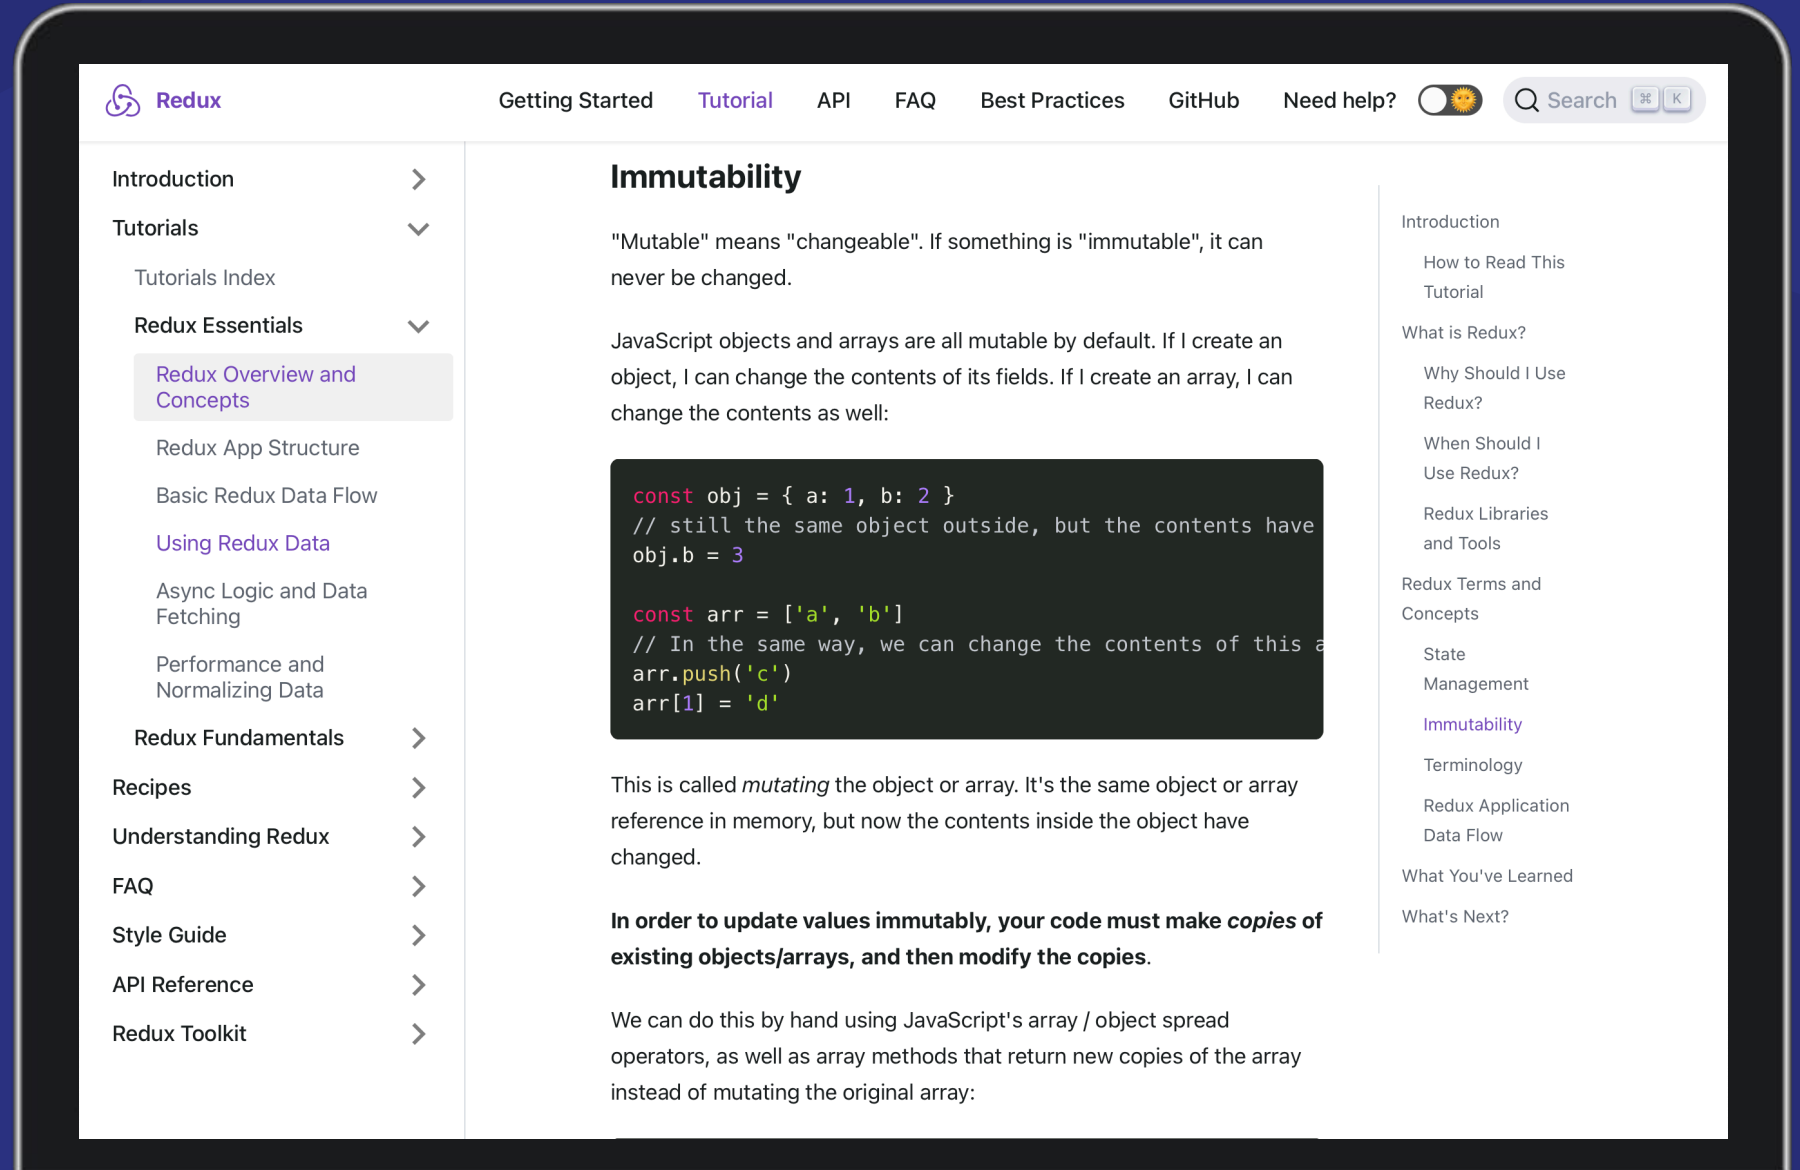 Redux
Getting Started
Tutorial
API
FAQ
Best Practices
GitHub
Need help?
Search ⌘ K
Introduction
Tutorials
Tutorials Index
Redux Essentials
Redux Overview and
Concepts
Redux App Structure
Basic Redux Data Flow
Using Redux Data
Async Logic and Data
Fetching
Performance and
Normalizing Data
Redux Fundamentals
Recipes
Understanding Redux
FAQ
Style Guide
API Reference
Redux Toolkit
Immutability
"Mutable" means "changeable". If something is "immutable", it can
never be changed.
JavaScript objects and arrays are all mutable by default. If I create an
object, I can change the contents of its fields. If I create an array, I can
change the contents as well:
const obj = { a: 1, b: 2 }
// still the same object outside, but the contents have
obj.b = 3
const arr = ['a', 'b']
// In the same way, we can change the contents of this a
arr.push('c')
arr[1] = 'd'
This is called mutating the object or array. It's the same object or array
reference in memory, but now the contents inside the object have
changed.
In order to update values immutably, your code must make copies of
existing objects/arrays, and then modify the copies.
We can do this by hand using JavaScript's array / object spread
operators, as well as array methods that return new copies of the array
instead of mutating the original array:
Introduction
How to Read This
Tutorial
What is Redux?
Why Should I Use
Redux?
When Should I
Use Redux?
Redux Libraries
and Tools
Redux Terms and
Concepts
State
Management
Immutability
Terminology
Redux Application
Data Flow
What You've Learned
What's Next?